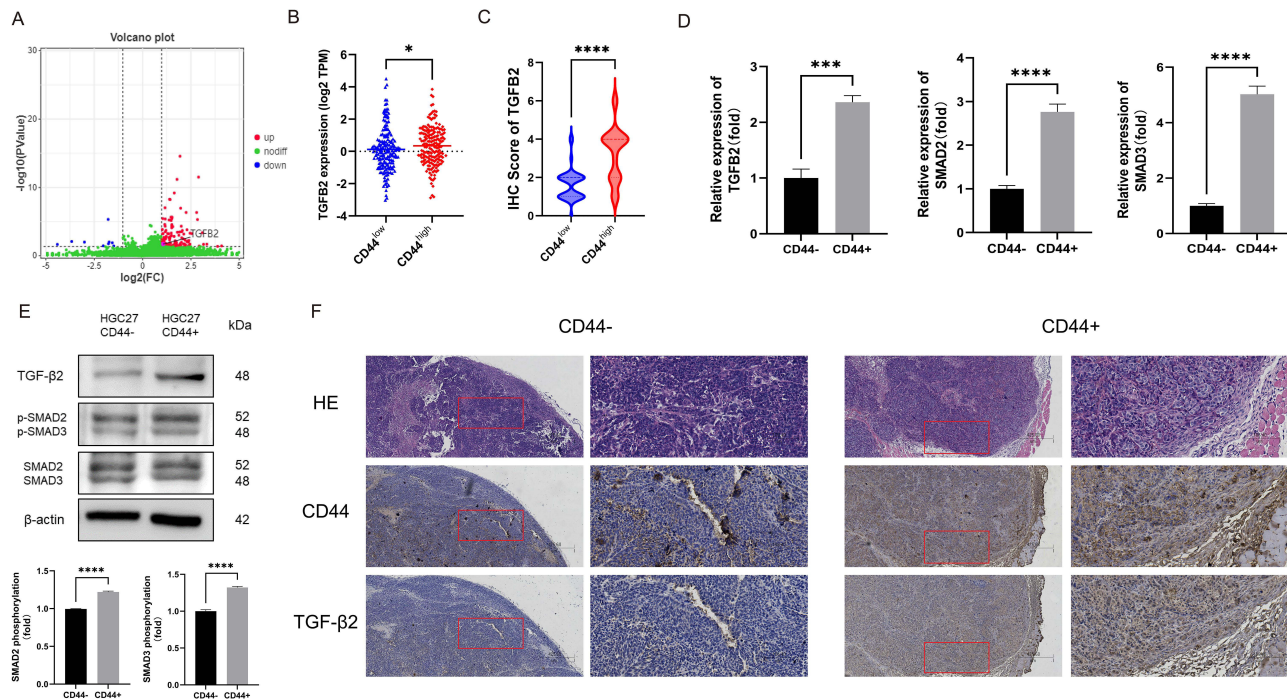 A
Volcano plot
30
20
10
0
-log10(PValue)
-5
-2.5
0
2.5
5
log2(FC)
TGFB2
up
nodiff
down
B
TGFB2 expression (log2 TPM)
6
4
2
0
-2
-4
*
CD44low
CD44high
C
IHC Score of TGFB2
8
6
4
2
0
****
CD44low
CD44high
D
Relative expression of
TGFB2(fold)
3
2
1
0
***
CD44-
CD44+
Relative expression of
SMAD2(fold)
4
3
2
1
0
****
CD44-
CD44+
Relative expression of
SMAD3(fold)
6
4
2
0
****
CD44-
CD44+
E
HGC27
CD44-
HGC27
CD44+
kDa
TGF-β2
48
p-SMAD2
52
p-SMAD3
48
SMAD2
52
SMAD3
48
β-actin
42
SMAD2 phosphorylation
(fold)
1.5
1.0
0.5
0.0
****
CD44-
CD44+
SMAD3 phosphorylation
(fold)
1.5
1.0
0.5
0.0
****
CD44-
CD44+
F
CD44-
CD44+
HE
CD44
TGF-β2